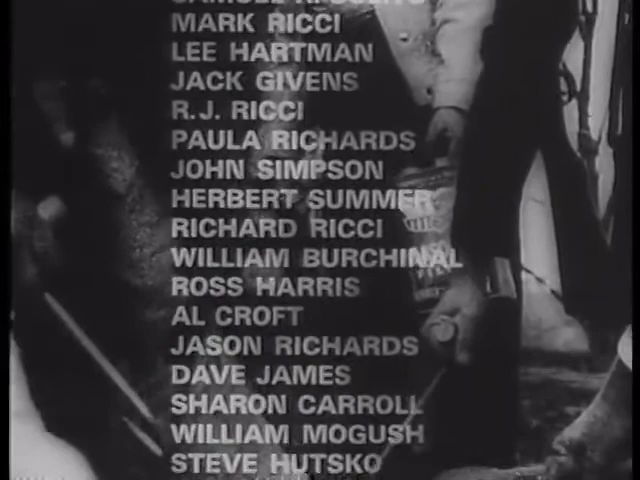 MARK RICCI
LEE HARTMAN
JACK GIVENS
R.J. RICCI
PAULA RICHARDS
JOHN SIMPSON
HERBERT SUMMER
RICHARD RICCI
WILLIAM BURCHINAL
ROSS HARRIS
AL CROFT
JASON RICHARDS
DAVE JAMES
SHARON CARROLL
WILLIAM MOGUSH
STEVE HUTSKO